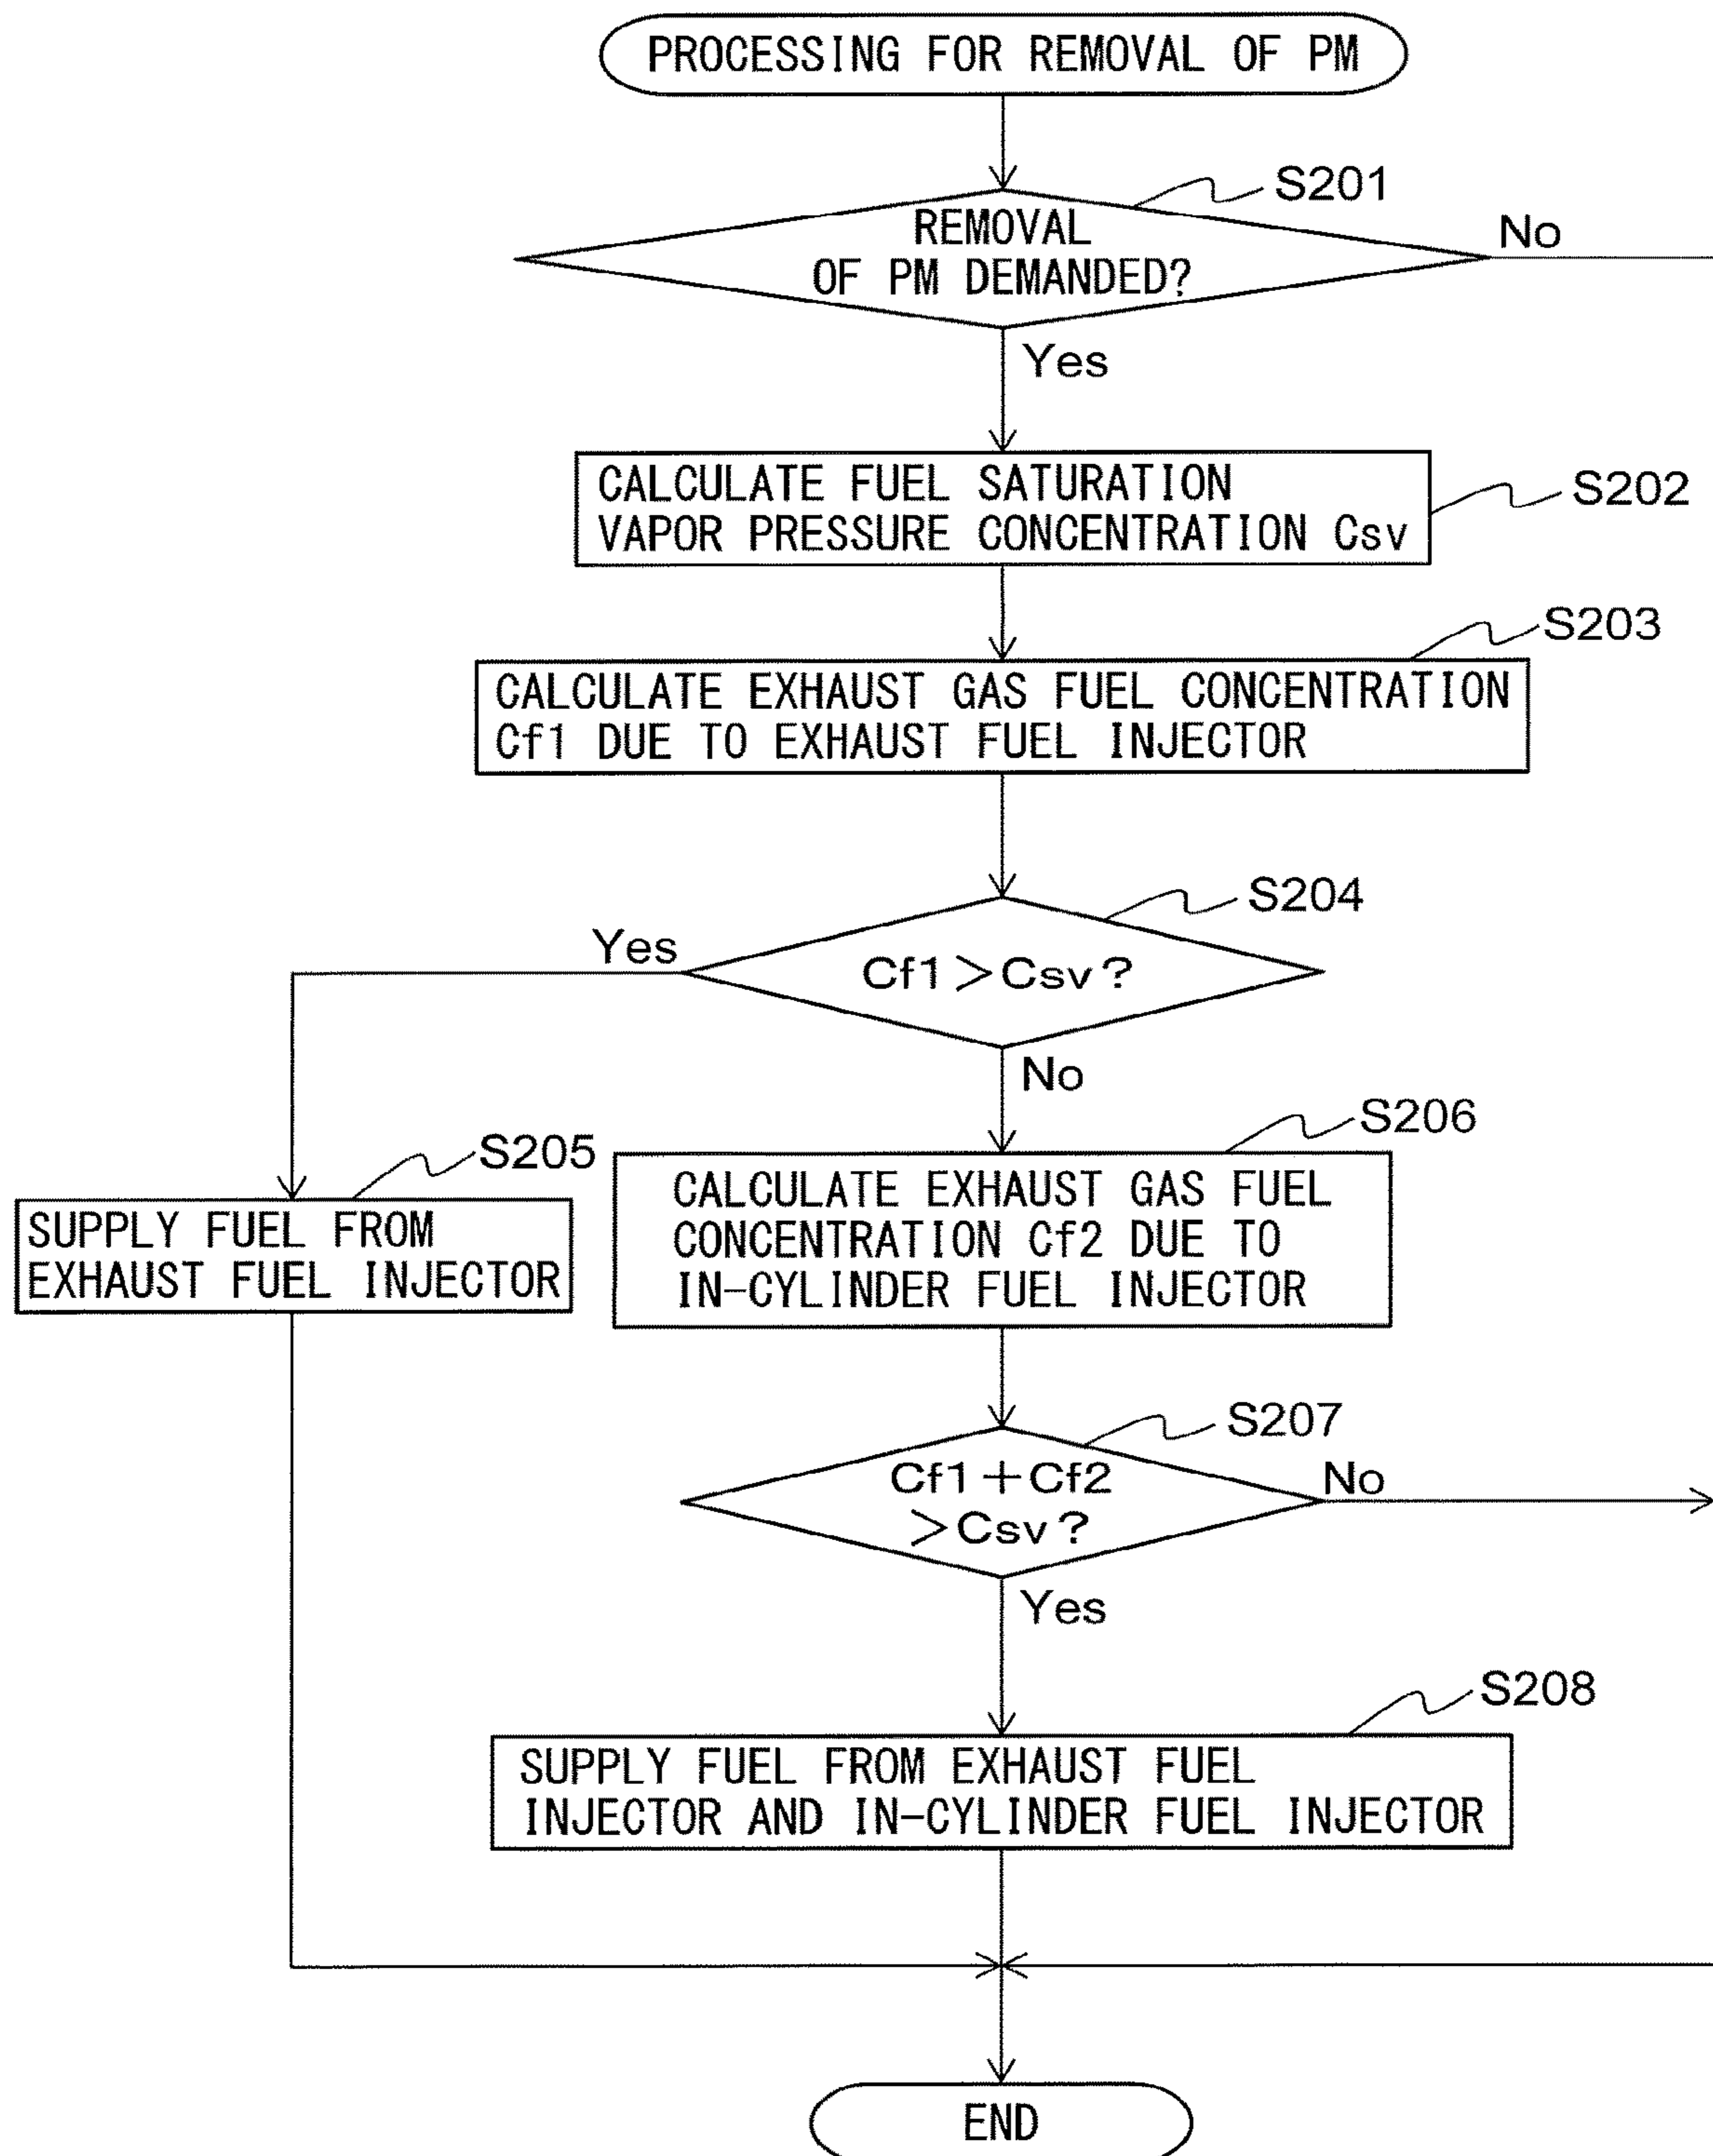 PROCESSING FOR REMOVAL OF PM
S201
REMOVAL
OF PM DEMANDED?
No
Yes
CALCULATE FUEL SATURATION
VAPOR PRESSURE CONCENTRATION Csv
S202
S203
CALCULATE EXHAUST GAS FUEL CONCENTRATION
Cf1 DUE TO EXHAUST FUEL INJECTOR
S204
Yes
Cf1>Csv?
No
S206
S205
CALCULATE EXHAUST GAS FUEL
CONCENTRATION Cf2 DUE TO
IN-CYLINDER FUEL INJECTOR
SUPPLY FUEL FROM
EXHAUST FUEL INJECTOR
S207
Cf1+Cf2
>Csv?
No
Yes
S208
SUPPLY FUEL FROM EXHAUST FUEL
INJECTOR AND IN-CYLINDER FUEL INJECTOR
END